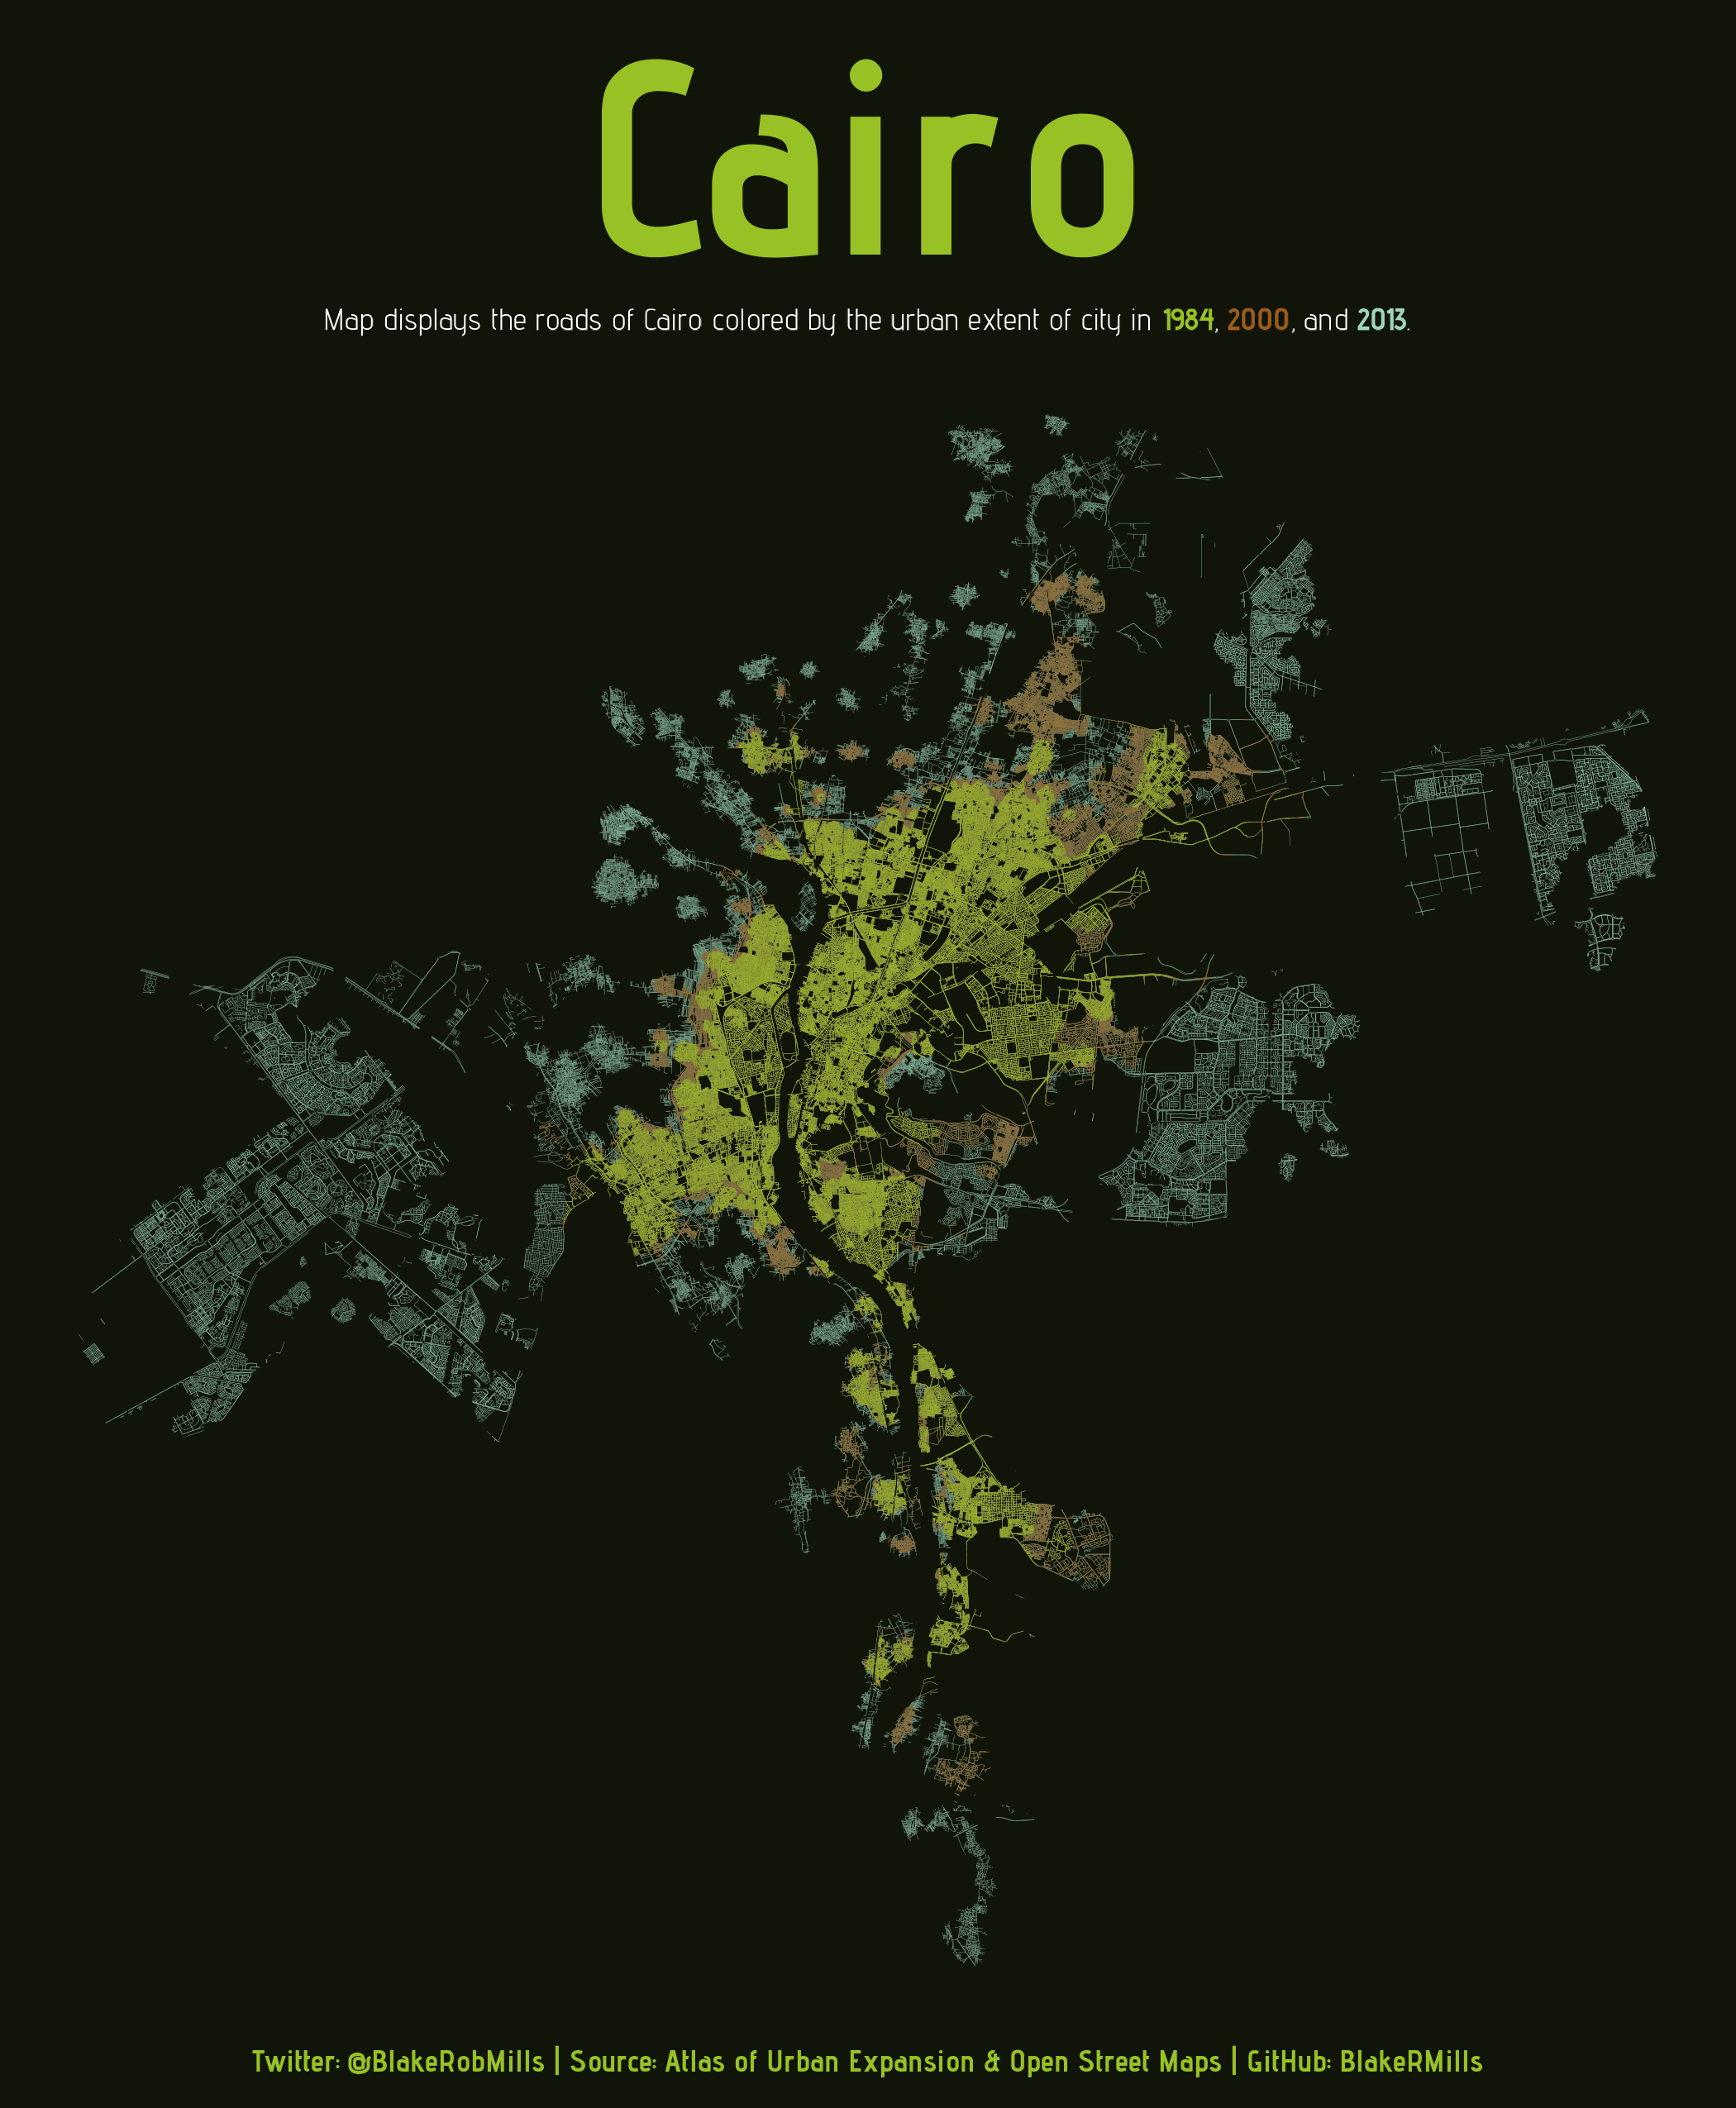 Cairo
Map displays the roads of Cairo colored by the urban extent of city in 1984, 2000, and 2013.
Twitter: @BlakeRobMills | Source: Atlas of Urban Expansion & Open Street Maps | GitHub: BlakeRMills